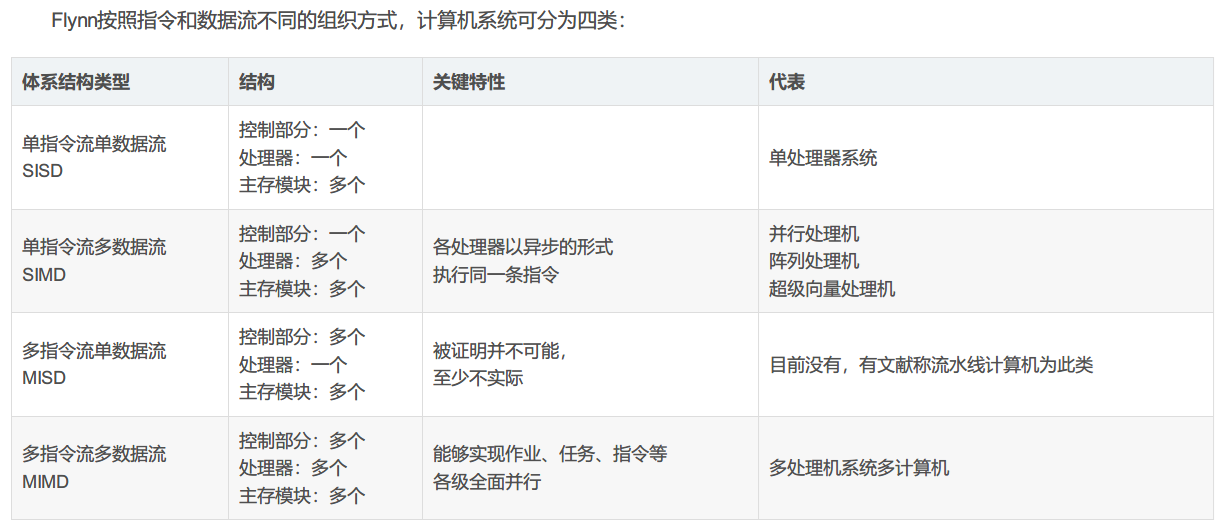 Flynn按照指令和数据流不同的组织方式，计算机系统可分为四类：
体系结构类型 结构 关键特性 代表
单指令流单数据流
SISD
控制部分：一个
处理器：一个
主存模块：多个
单处理器系统
单指令流多数据流
SIMD
控制部分：一个
处理器：多个
主存模块：多个
各处理器以异步的形式
执行同一条指令
并行处理机
阵列处理机
超级向量处理机
多指令流单数据流
MISD
控制部分：多个
处理器：一个
主存模块：多个
被证明并不可能，
至少不实际
目前没有，有文献称流水线计算机为此类
多指令流多数据流
MIMD
控制部分：多个
处理器：多个
主存模块：多个
能够实现作业、任务、指令等
各级全面并行
多处理机系统多计算机